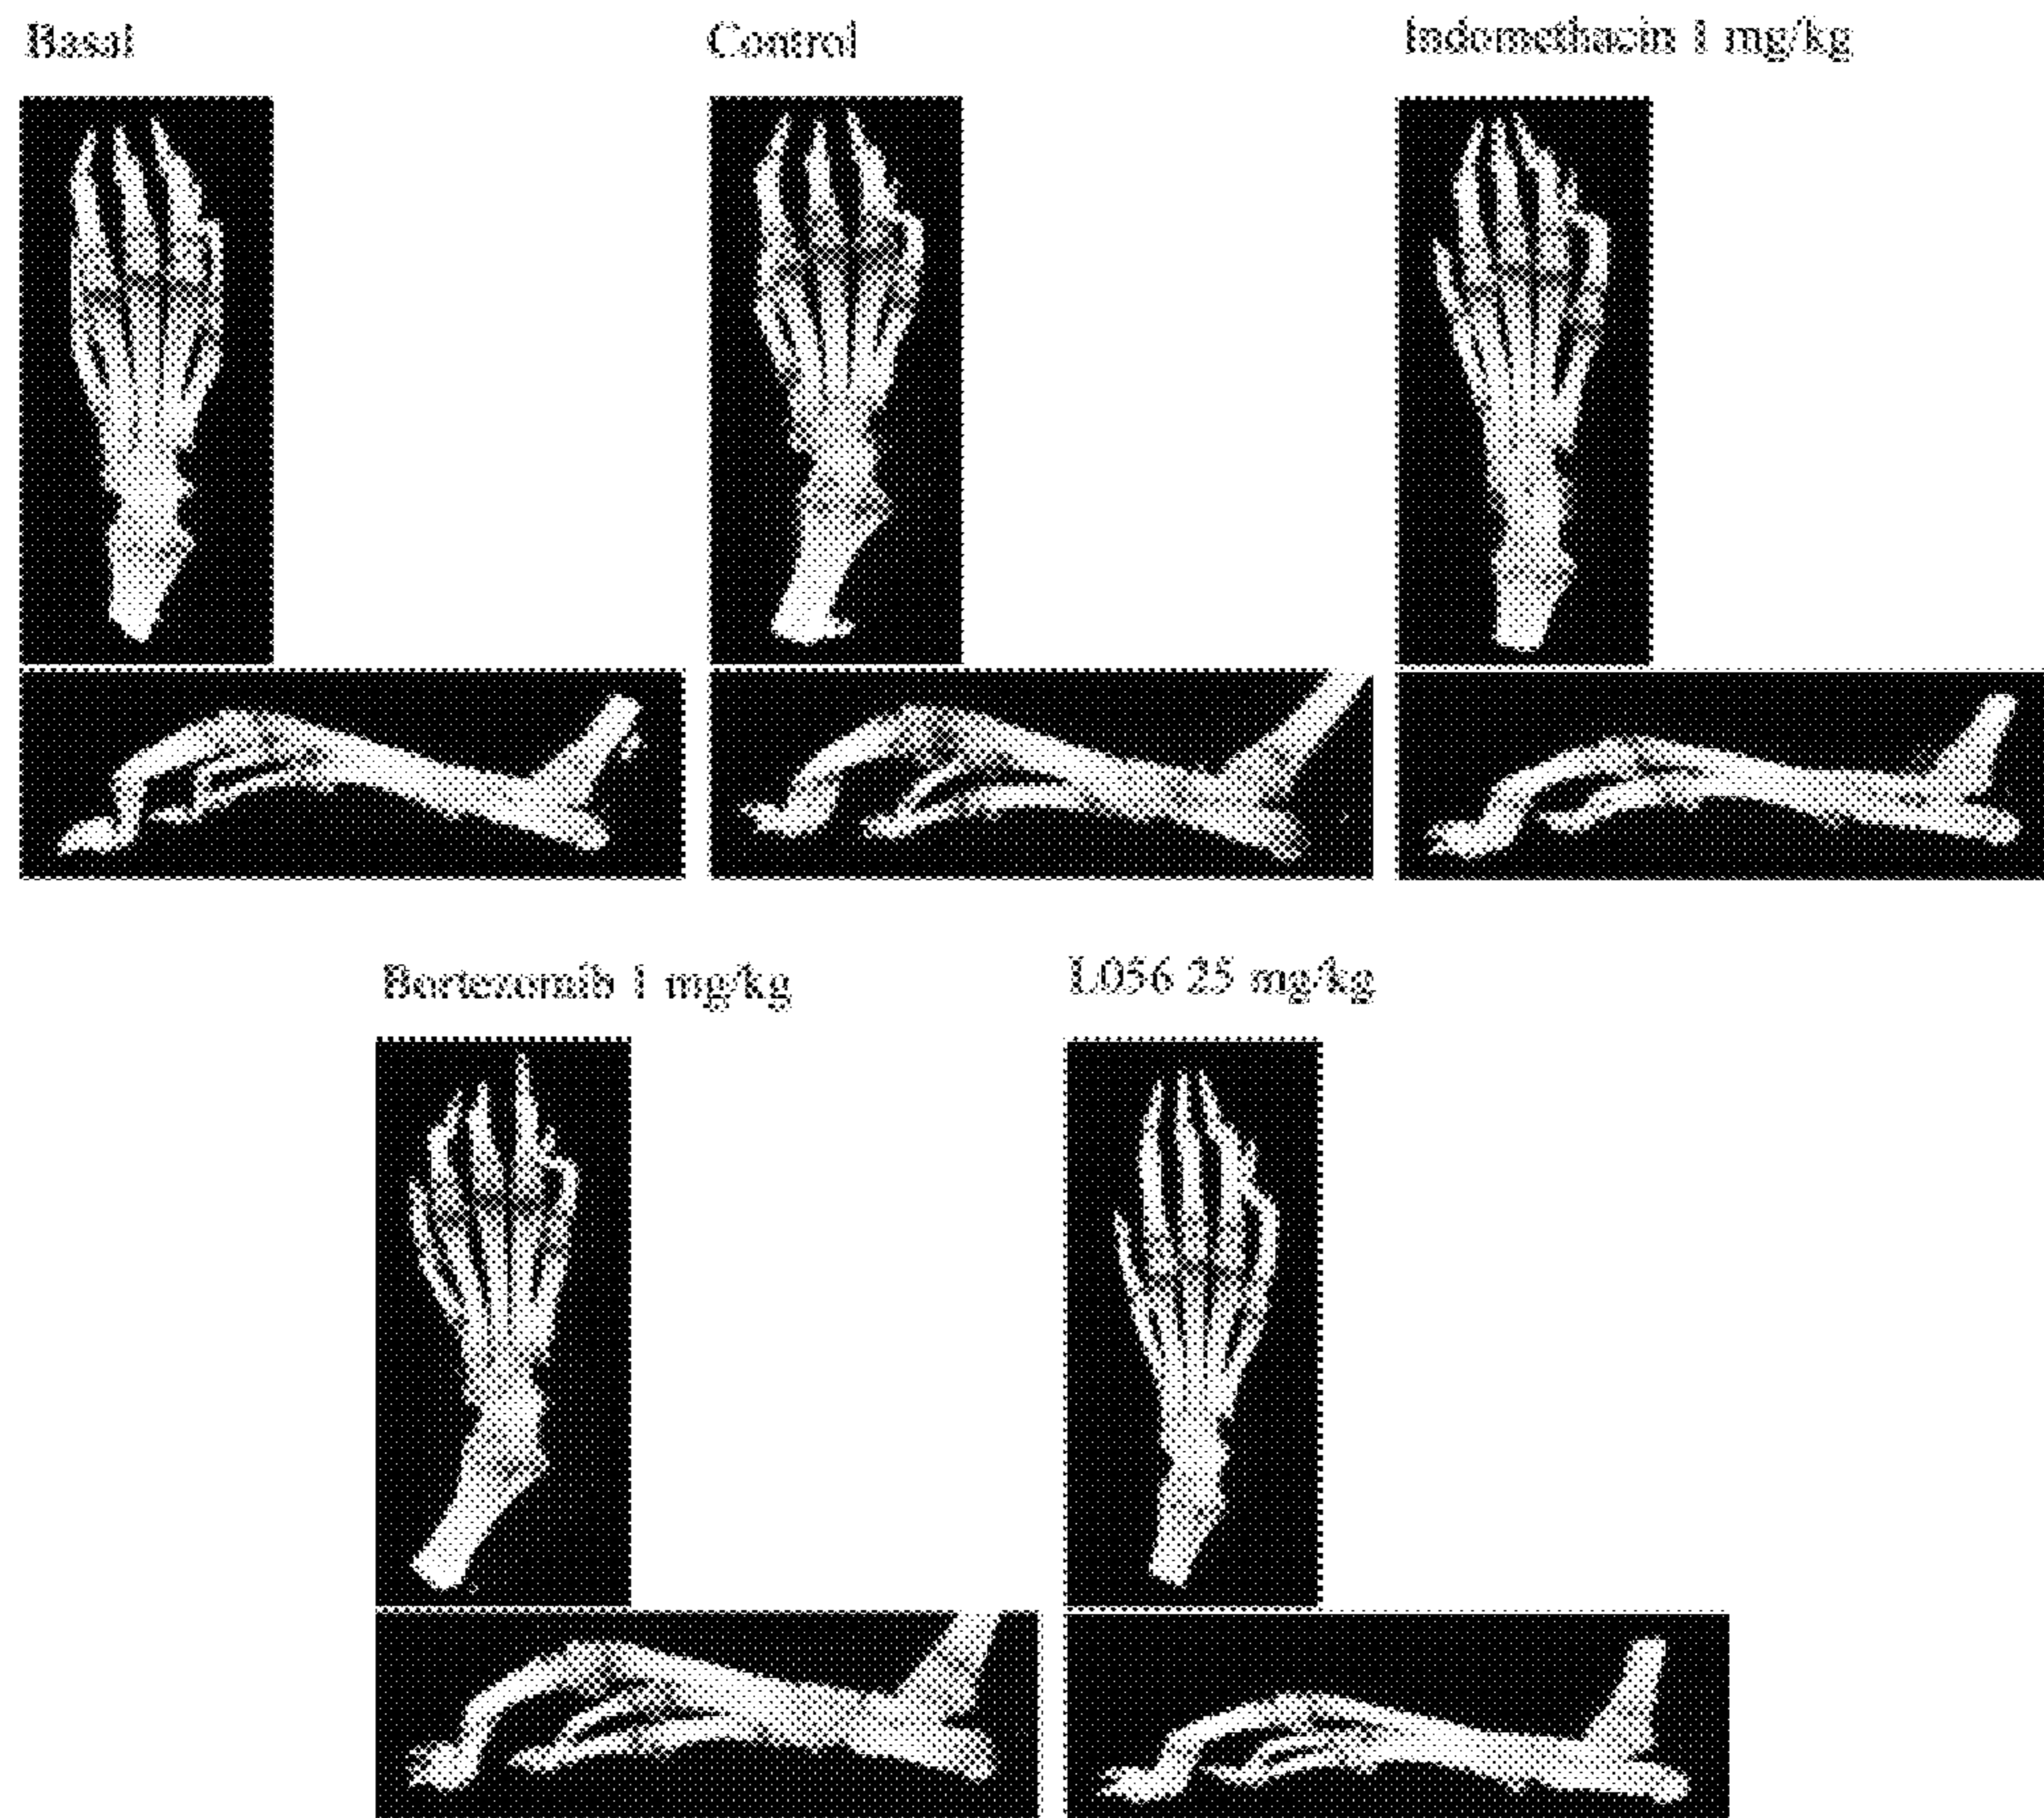 Basal
Control
Indomethacin 1 mg/kg
Bortezomib 1 mg/kg
L056 25 mg/kg